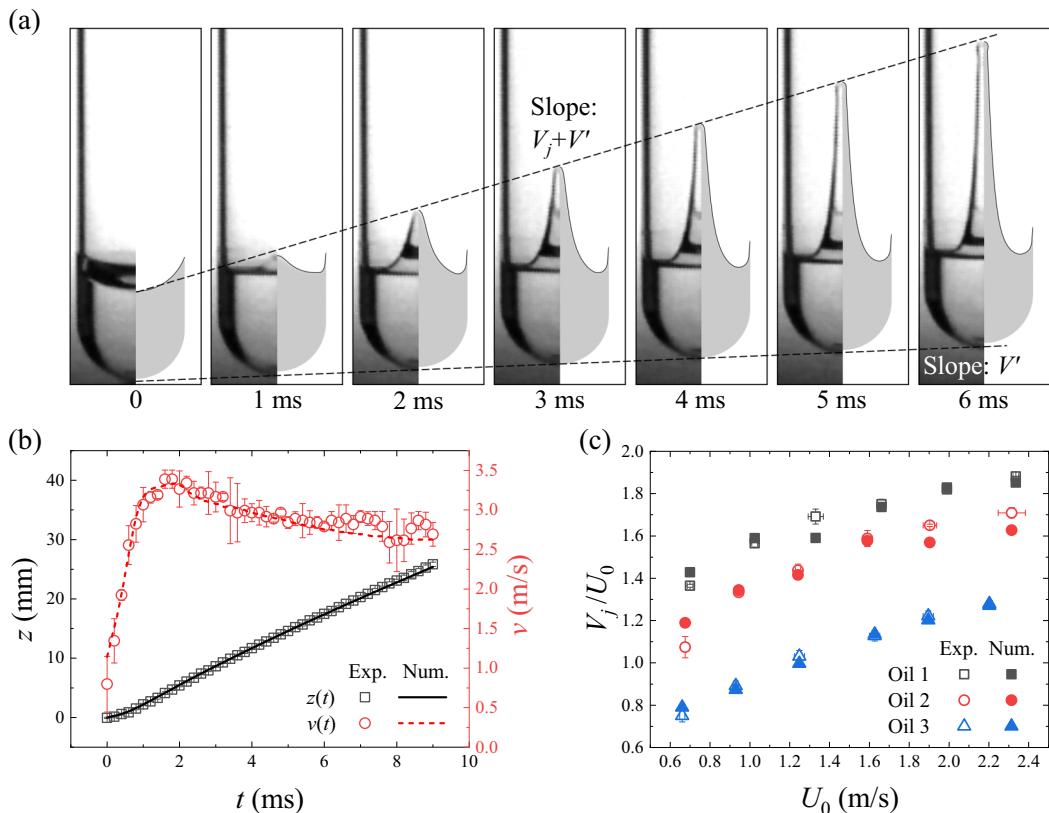 (a)
Slope:
V_j+V'
Slope: V'
0
1 ms
2 ms
3 ms
4 ms
5 ms
6 ms
(b)
40
30
20
10
0
z (mm)
3.5
3.0
2.5
2.0
1.5
1.0
0.5
0.0
v (m/s)
Exp. Num.
z(t)
v(t)
0 2 4 6 8 10
t (ms)
(c)
2.0
1.8
1.6
1.4
1.2
1.0
0.8
0.6
V_j/U_0
Exp. Num.
Oil 1
Oil 2
Oil 3
0.6 0.8 1.0 1.2 1.4 1.6 1.8 2.0 2.2 2.4
U_0 (m/s)